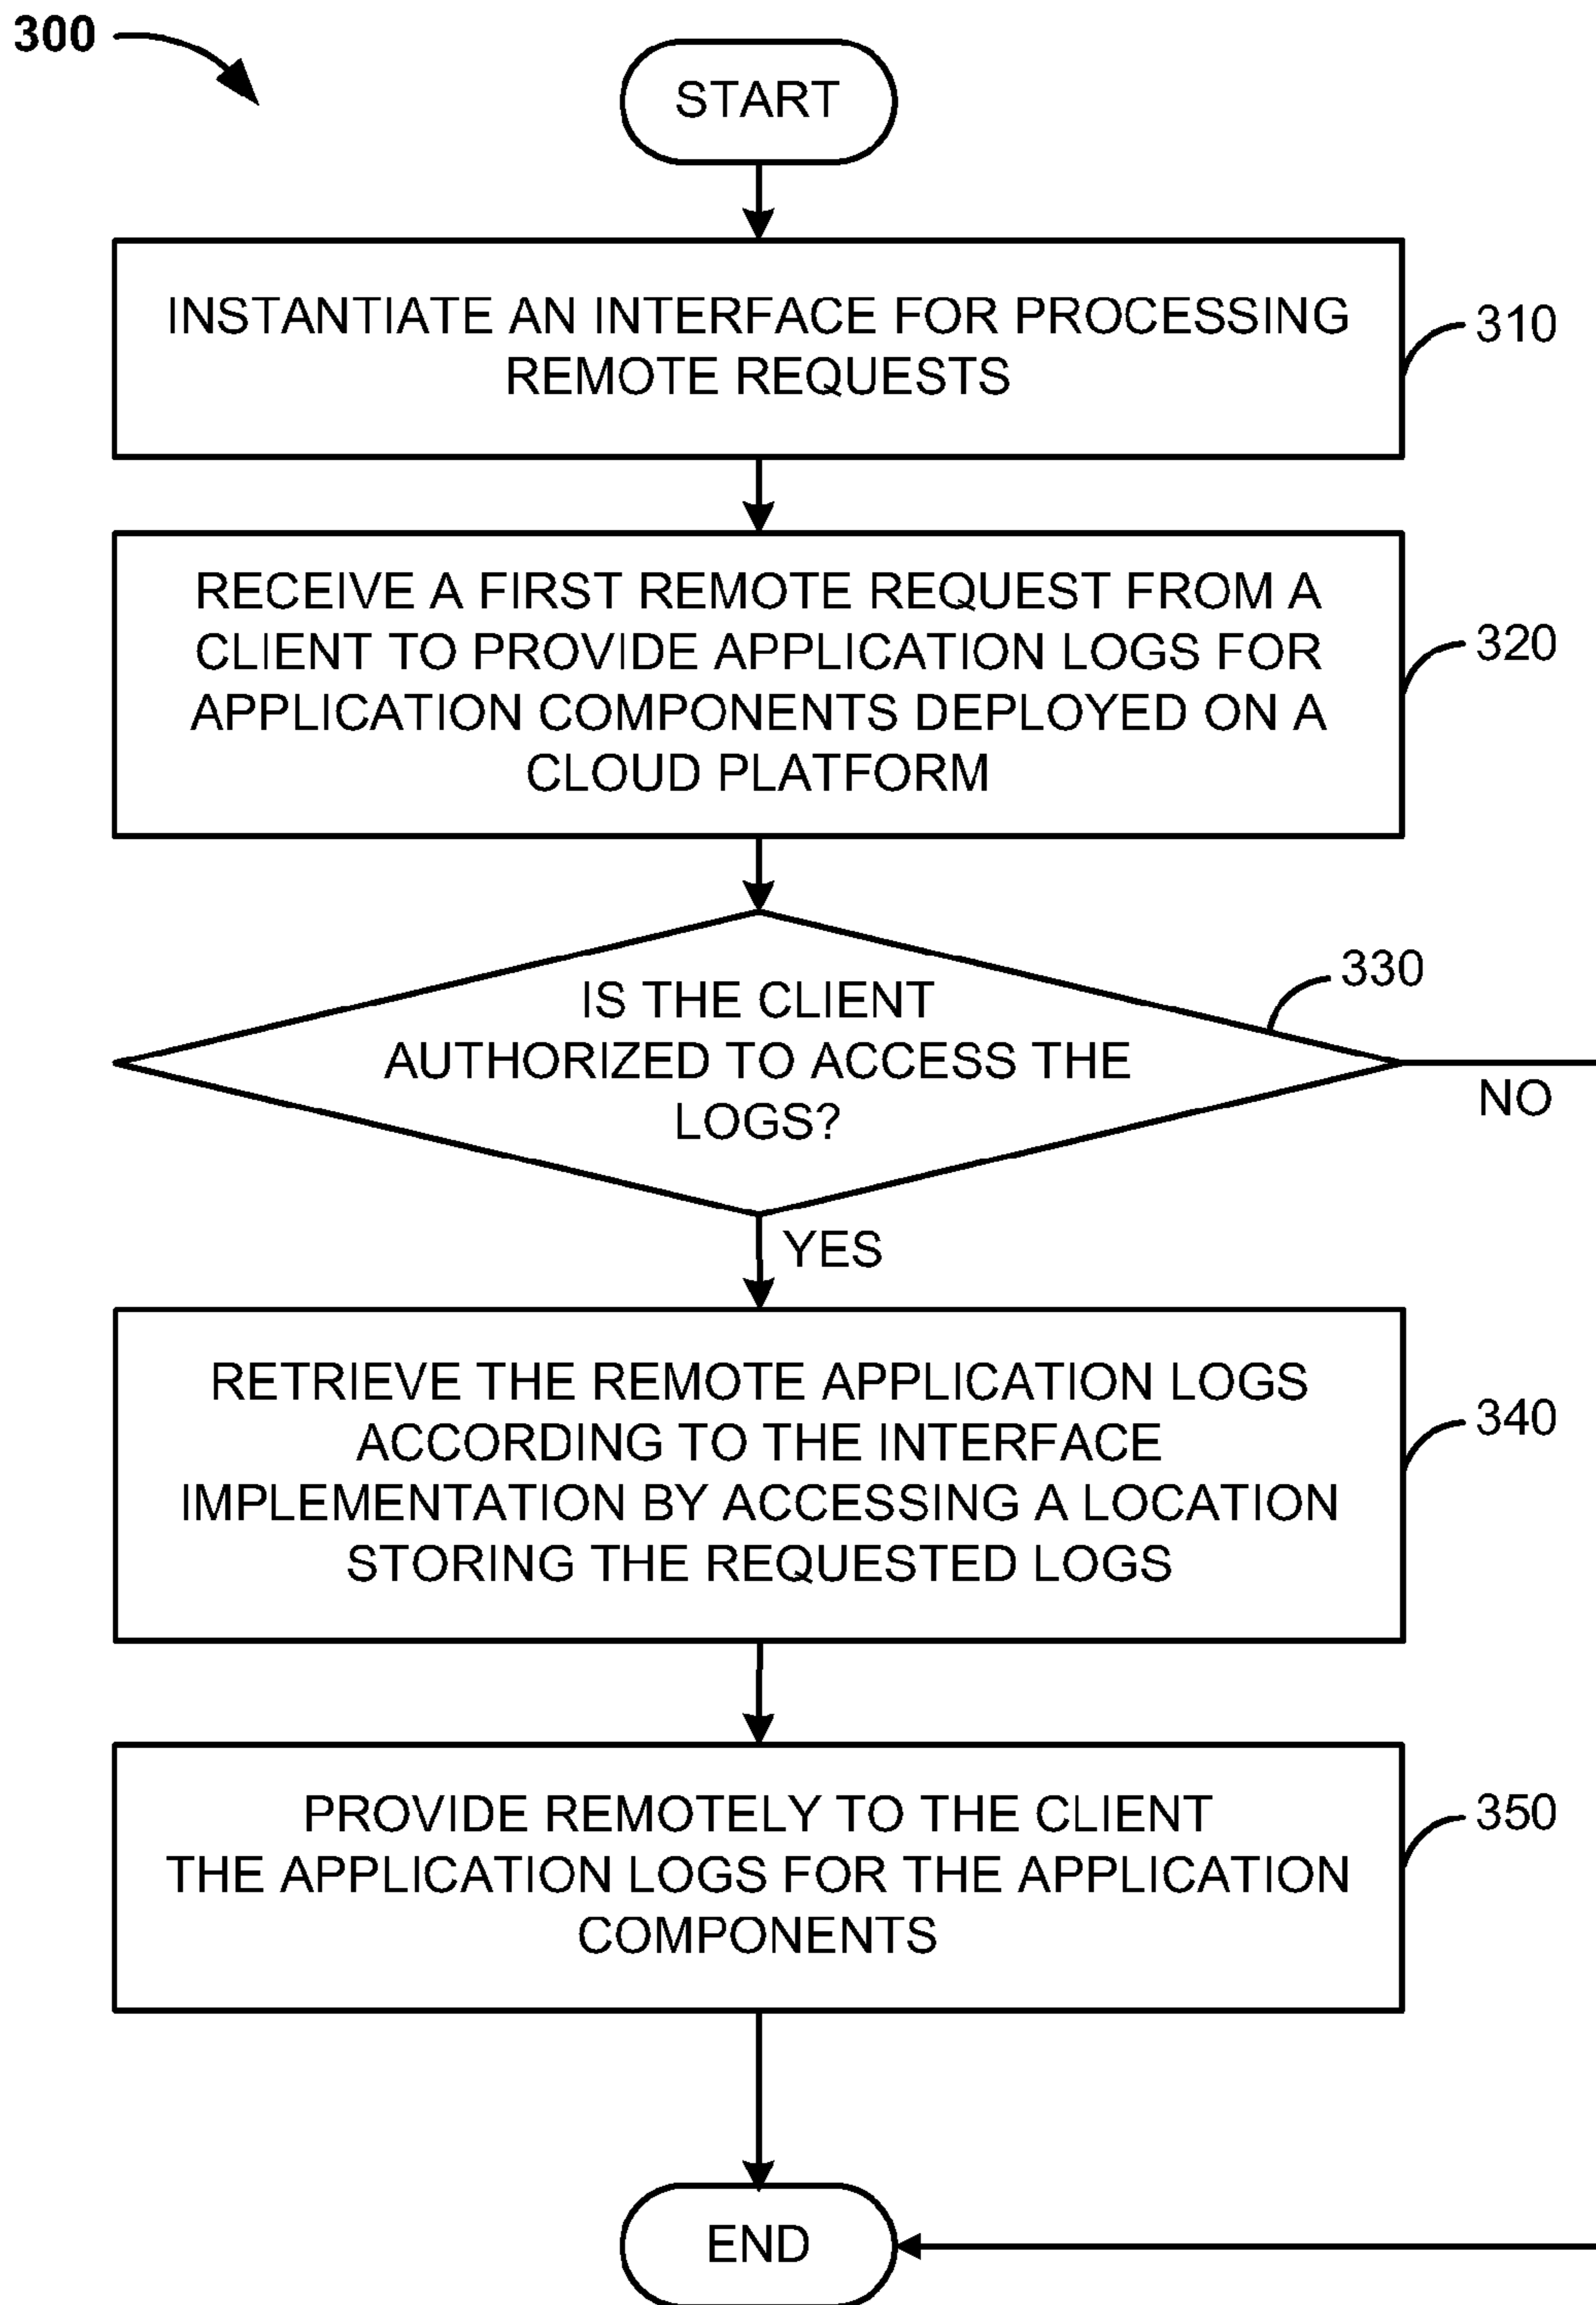 300
START
INSTANTIATE AN INTERFACE FOR PROCESSING
REMOTE REQUESTS
310
RECEIVE A FIRST REMOTE REQUEST FROM A
CLIENT TO PROVIDE APPLICATION LOGS FOR
APPLICATION COMPONENTS DEPLOYED ON A
CLOUD PLATFORM
320
IS THE CLIENT
AUTHORIZED TO ACCESS THE
LOGS?
330
NO
YES
RETRIEVE THE REMOTE APPLICATION LOGS
ACCORDING TO THE INTERFACE
IMPLEMENTATION BY ACCESSING A LOCATION
STORING THE REQUESTED LOGS
340
PROVIDE REMOTELY TO THE CLIENT
THE APPLICATION LOGS FOR THE APPLICATION
COMPONENTS
350
END